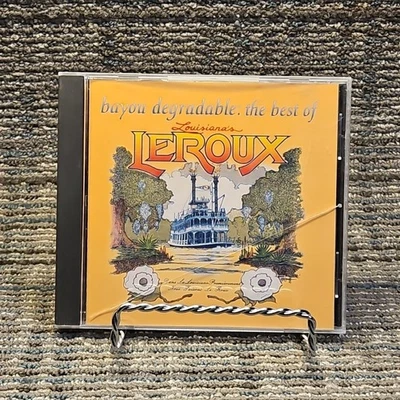 bayou degradable. the best of
Louisiana's
LEROUX